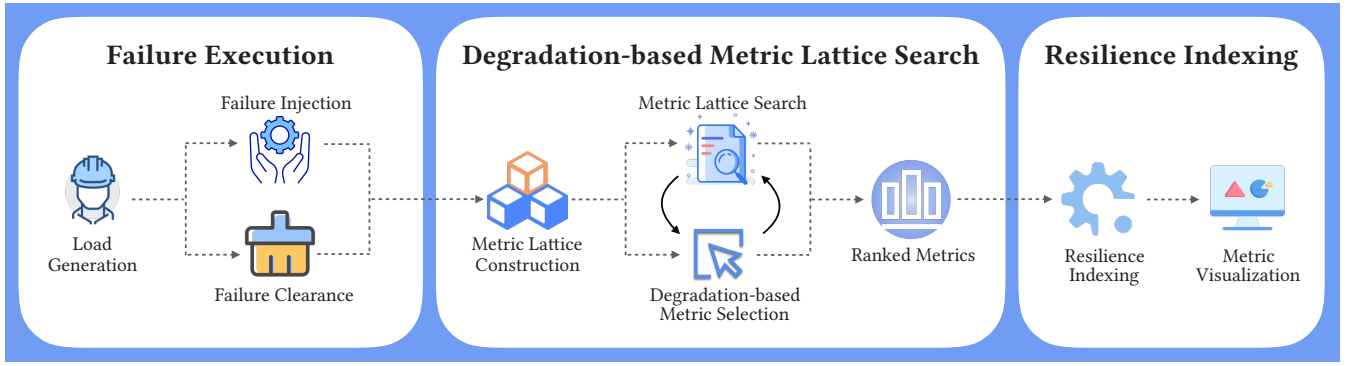 Failure Execution
Load
Generation
Failure Injection
Failure Clearance
Degradation-based Metric Lattice Search
Metric Lattice
Construction
Metric Lattice Search
Degradation-based
Metric Selection
Ranked Metrics
Resilience Indexing
Resilience
Indexing
Metric
Visualization